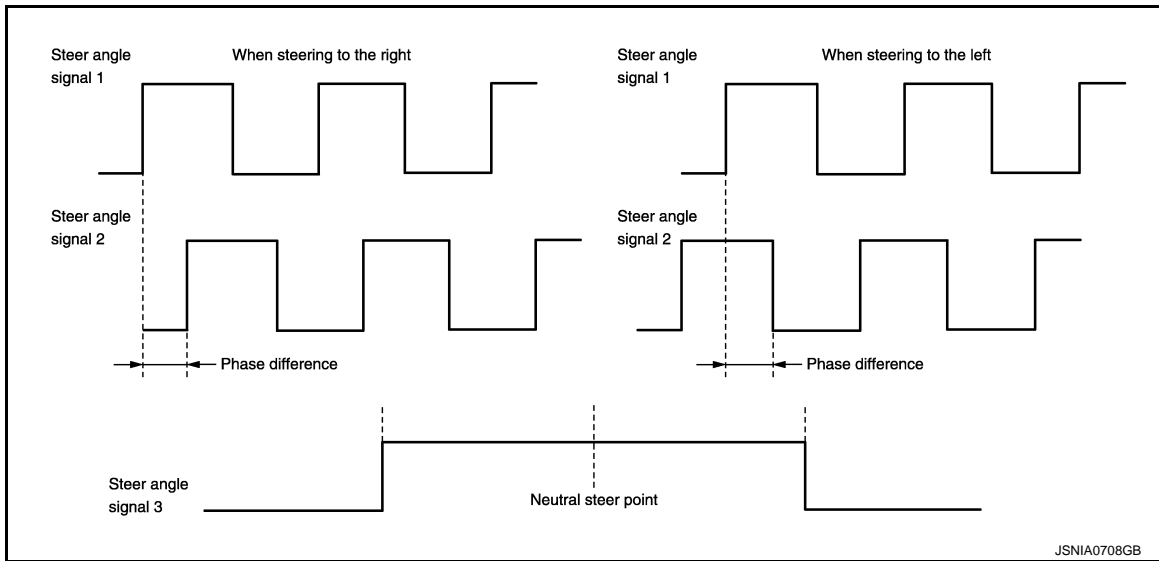 Steer angle
signal 1
When steering to the right
Steer angle
signal 1
When steering to the left
Steer angle
signal 2
Steer angle
signal 2
Phase difference
Phase difference
Steer angle
signal 3
Neutral steer point
JSNIA0708GB